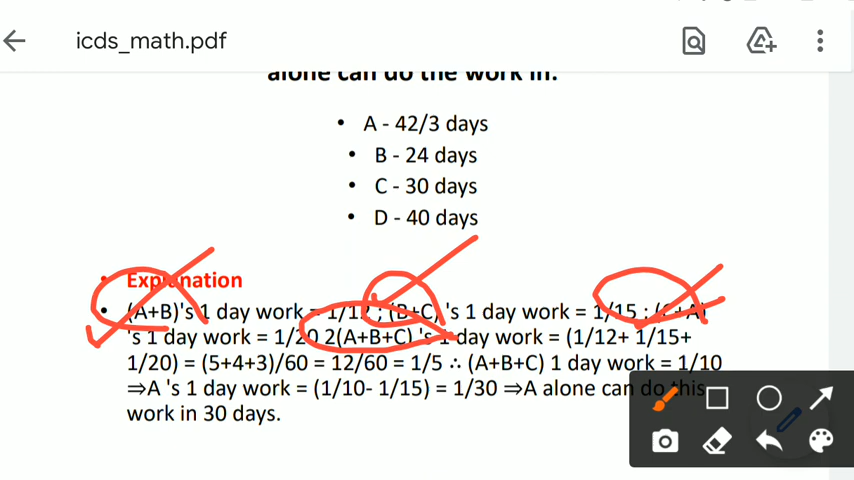 icds_math.pdf
alone can do the work in:
• A - 42/3 days
• B - 24 days
• C - 30 days
• D - 40 days
• Explanation
• (A+B)'s 1 day work = 1/12 ; (B+C) 's 1 day work = 1/15 ; (C+A)
's 1 day work = 1/20 2(A+B+C) 's 1 day work = (1/12+ 1/15+
1/20) = (5+4+3)/60 = 12/60 = 1/5 ∴ (A+B+C) 1 day work = 1/10
⇒A 's 1 day work = (1/10- 1/15) = 1/30 ⇒A alone can do this
work in 30 days.